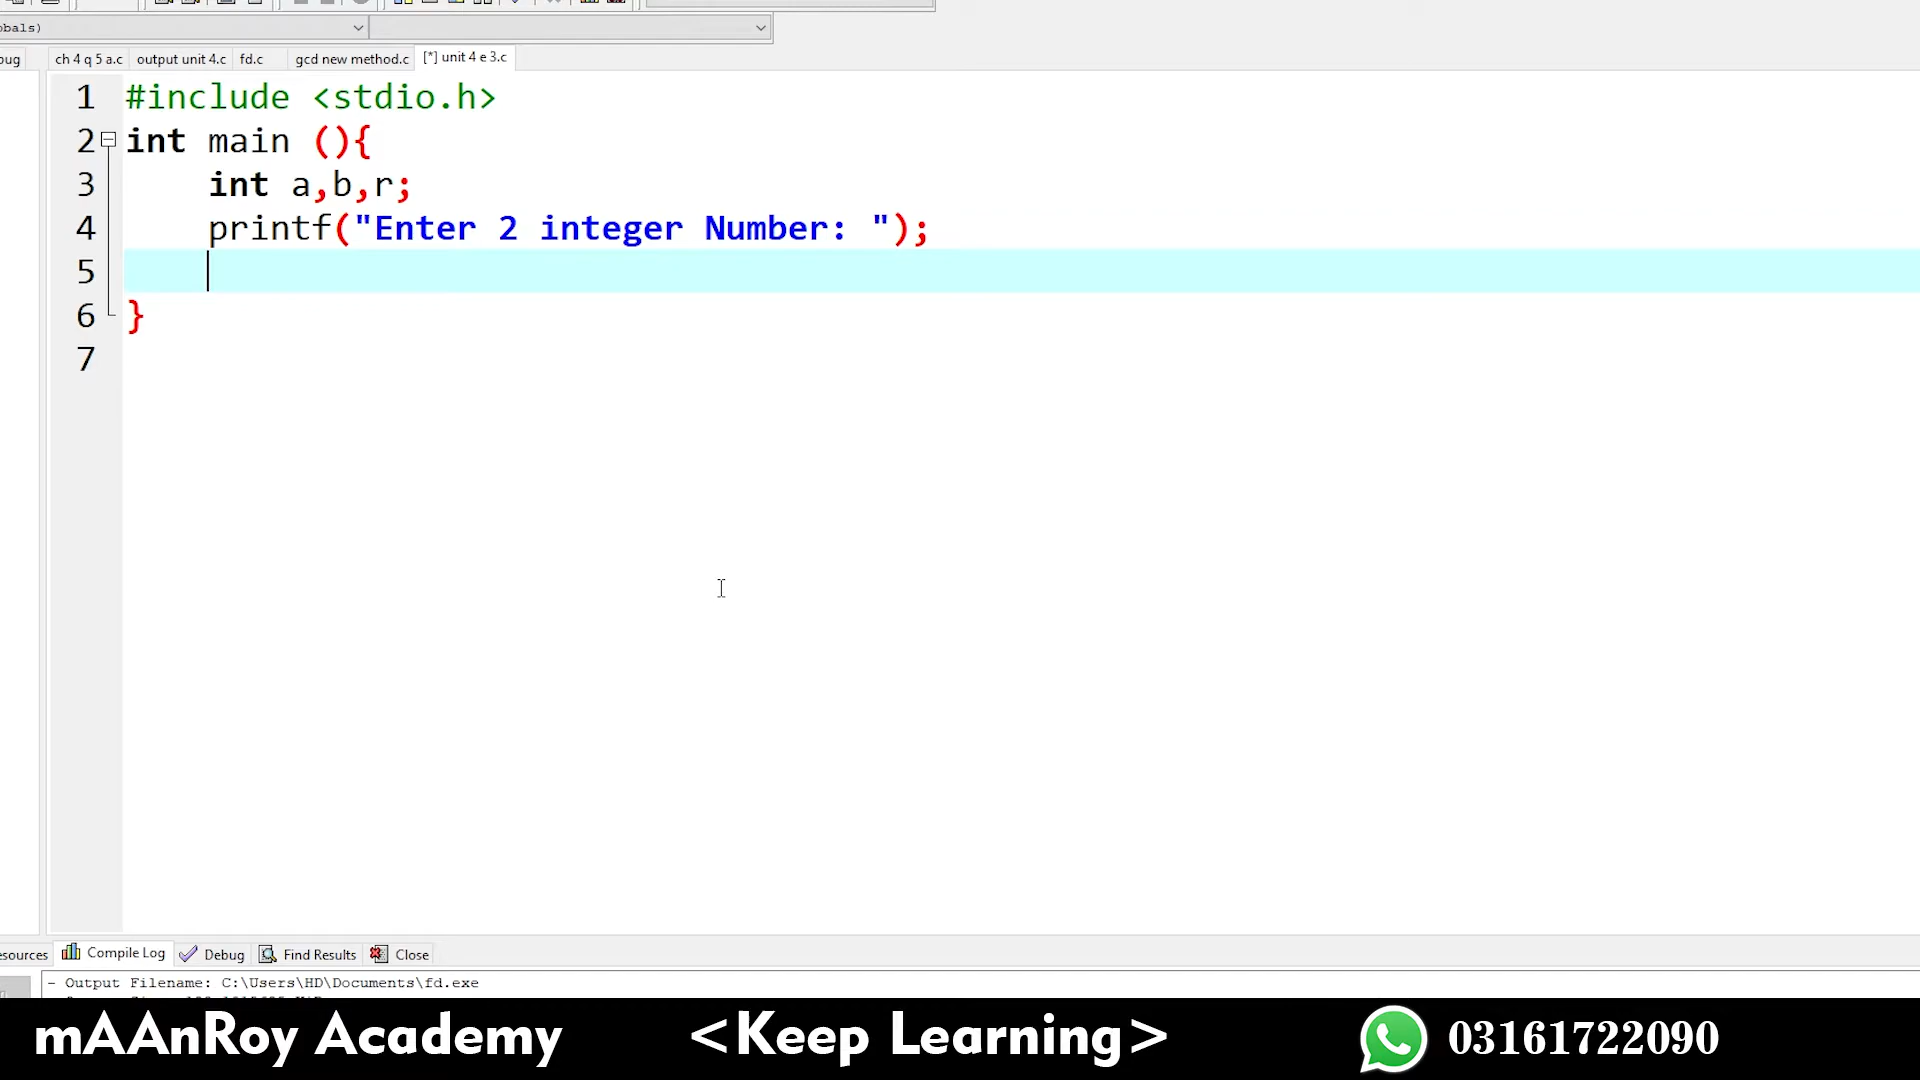 obals)
bug ch 4 q 5 a.c output unit 4.c fd.c gcd new method.c [*] unit 4 e 3.c
1 #include <stdio.h>
2 int main (){
3 int a,b,r;
4 printf("Enter 2 integer Number: ");
5
6 }
7
esources Compile Log Debug Find Results Close
- Output Filename: C:\Users\HD\Documents\fd.exe
mAAnRoy Academy <Keep Learning> 03161722090